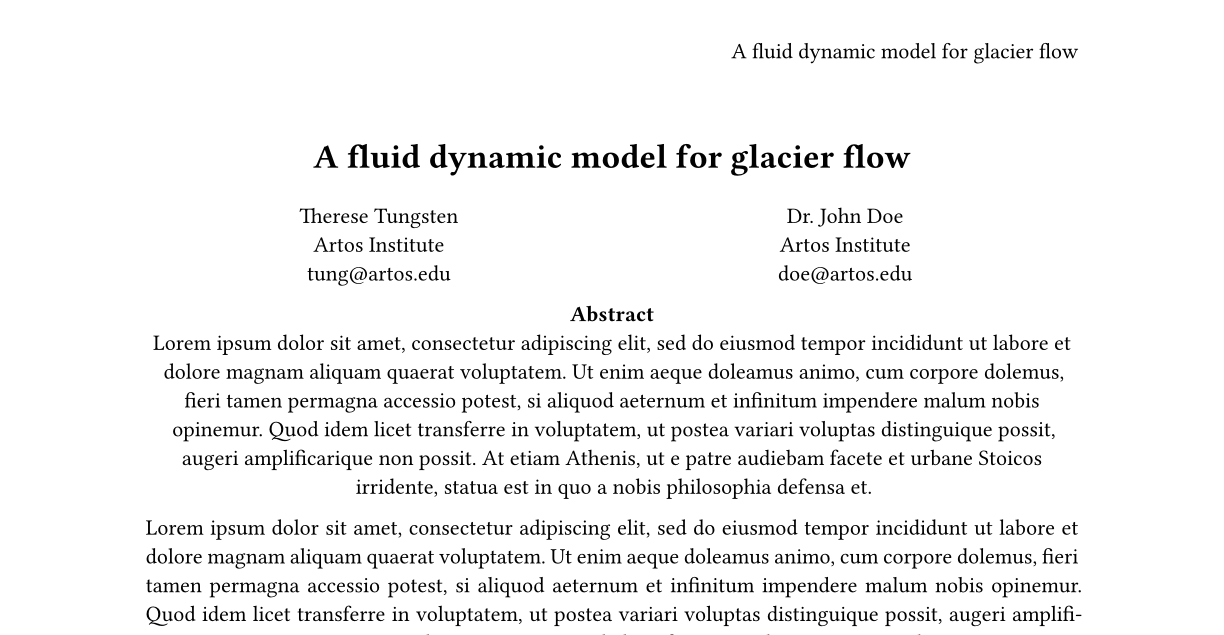 A fluid dynamic model for glacier flow
A fluid dynamic model for glacier flow
Therese Tungsten
Artos Institute
tung@artos.edu
Dr. John Doe
Artos Institute
doe@artos.edu
Abstract
Lorem ipsum dolor sit amet, consectetur adipiscing elit, sed do eiusmod tempor incididunt ut labore et
dolore magnam aliquam quaerat voluptatem. Ut enim aeque doleamus animo, cum corpore dolemus,
fieri tamen permagna accessio potest, si aliquod aeternum et infinitum impendere malum nobis
opinemur. Quod idem licet transferre in voluptatem, ut postea variari voluptas distinguique possit,
augeri amplificarique non possit. At etiam Athenis, ut e patre audiebam facete et urbane Stoicos
irridente, statua est in quo a nobis philosophia defensa et.
Lorem ipsum dolor sit amet, consectetur adipiscing elit, sed do eiusmod tempor incididunt ut labore et
dolore magnam aliquam quaerat voluptatem. Ut enim aeque doleamus animo, cum corpore dolemus, fieri
tamen permagna accessio potest, si aliquod aeternum et infinitum impendere malum nobis opinemur.
Quod idem licet transferre in voluptatem, ut postea variari voluptas distinguique possit, augeri amplifi-